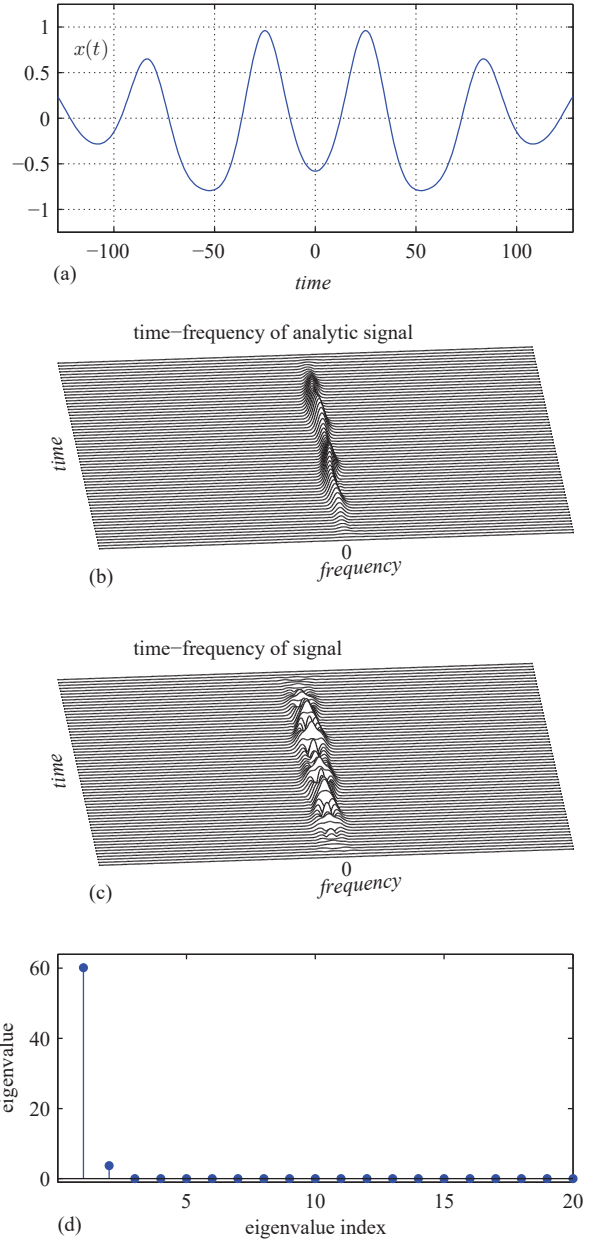 1
x(t)
0.5
0
−0.5
−1
−100 −50 0 50 100
(a)
time
time−frequency of analytic signal
time
0
frequency
(b)
time−frequency of signal
time
0
frequency
(c)
60
40
20
0
eigenvalue
5 10 15 20
(d)
eigenvalue index